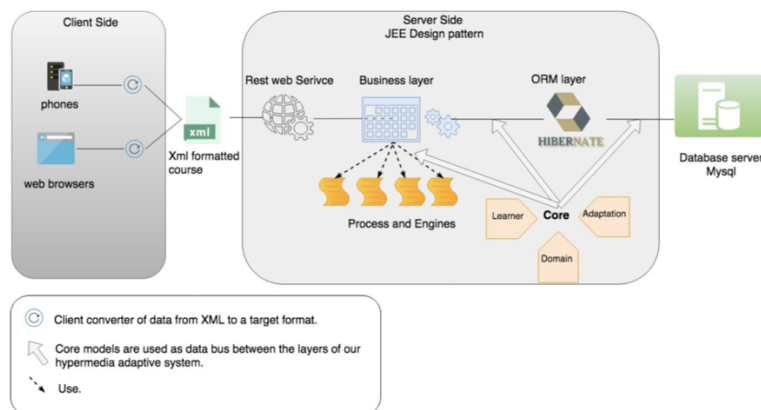 Client Side
Server Side
JEE Design pattern
phones
web browsers
xml
Xml formatted
course
Rest web Serivce
Business layer
ORM layer
HIBERNATE
Database server
Mysql
Process and Engines
Learner
Core
Adaptation
Domain
Client converter of data from XML to a target format.
Core models are used as data bus between the layers of our
hypermedia adaptive system.
Use.